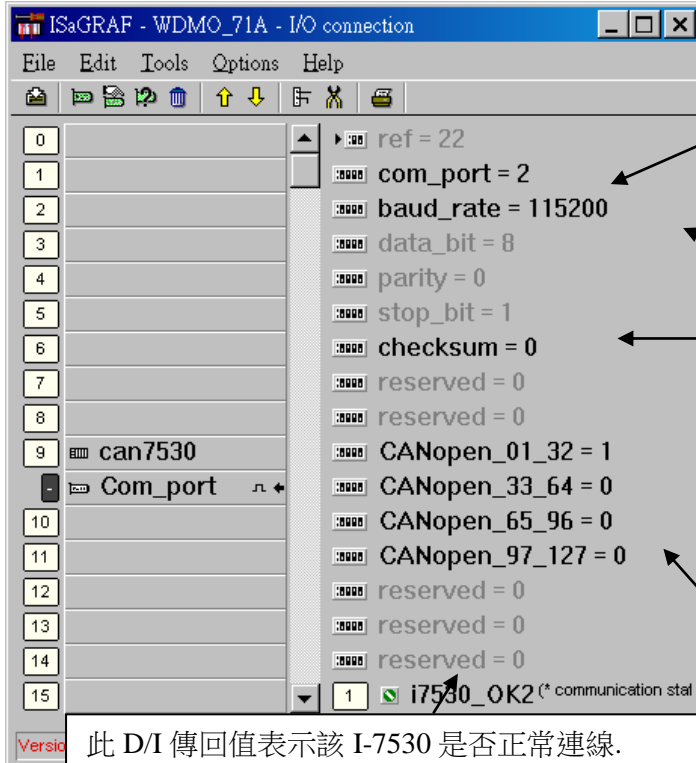 ISaGRAF - WDMO_71A - I/O connection
File Edit Tools Options Help
0
1
2
3
4
5
6
7
8
9 can7530
- Com_port
10
11
12
13
14
15
ref = 22
com_port = 2
baud_rate = 115200
data_bit = 8
parity = 0
stop_bit = 1
checksum = 0
reserved = 0
reserved = 0
CANopen_01_32 = 1
CANopen_33_64 = 0
CANopen_65_96 = 0
CANopen_97_127 = 0
reserved = 0
reserved = 0
reserved = 0
1 i7530_OK2 (* communication stat
Versio
此 D/I 傳回值表示該 I-7530 是否正常連線.